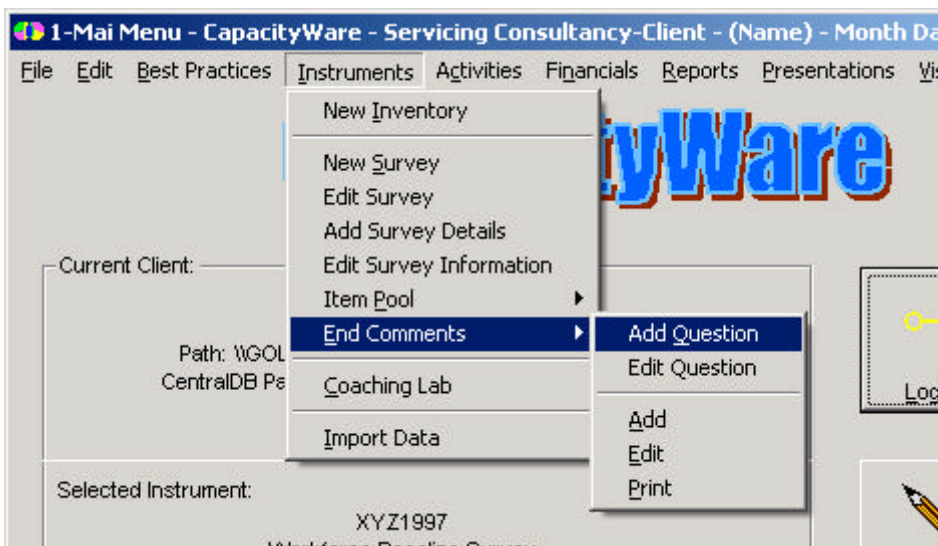 1-Mai Menu - CapacityWare - Servicing Consultancy-Client - (Name) - Month Da
File Edit Best Practices Instruments Activities Financials Reports Presentations Vis
tyWare
New Inventory
New Survey
Edit Survey
Add Survey Details
Edit Survey Information
Item Pool
End Comments
Coaching Lab
Import Data
Add Question
Edit Question
Add
Edit
Print
Current Client:
Path: \\GOL
CentralDB Pa
Loc
Selected Instrument:
XYZ1997